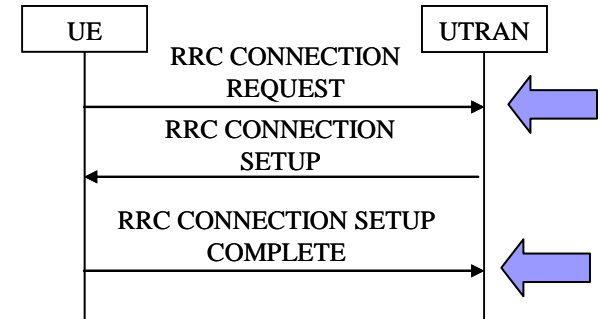 UE
UTRAN
RRC CONNECTION
REQUEST
RRC CONNECTION
SETUP
RRC CONNECTION SETUP
COMPLETE